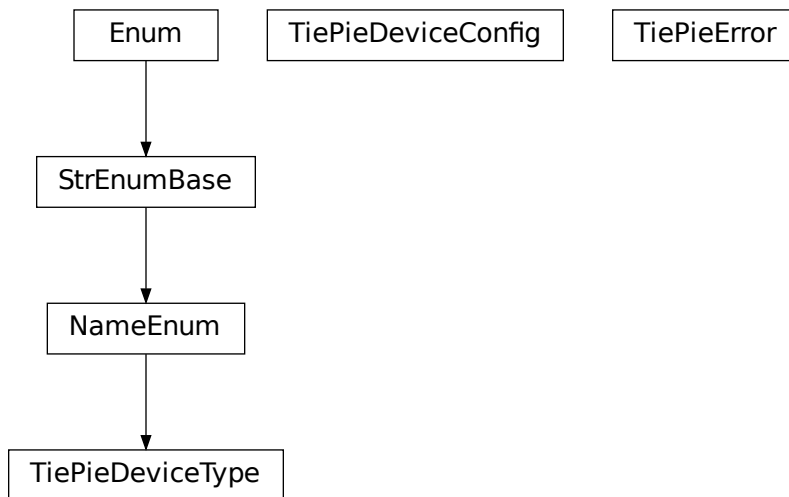 Enum
TiePieDeviceConfig
TiePieError
StrEnumBase
NameEnum
TiePieDeviceType